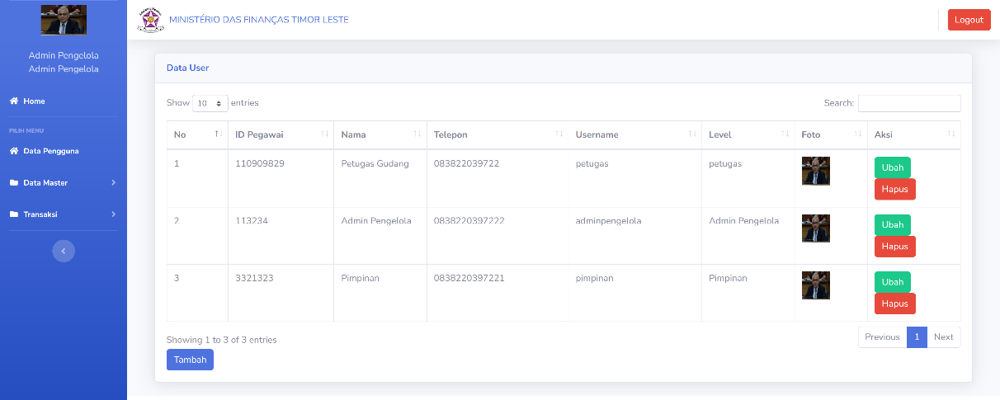 MINISTÉRIO DAS FINANÇAS TIMOR LESTE
Logout
Admin Pengelola
Admin Pengelola
Home
PILIH MENU
Data Pengguna
Data Master
Transaksi
Data User
Show 10 entries
Search:
No ID Pegawai Nama Telepon Username Level Foto Aksi
1 110909829 Petugas Gudang 083822039722 petugas petugas Ubah
Hapus
2 113234 Admin Pengelola 0838220397222 adminpengelola Admin Pengelola Ubah
Hapus
3 3321323 Pimpinan 0838220397221 pimpinan Pimpinan Ubah
Hapus
Showing 1 to 3 of 3 entries
Previous 1 Next
Tambah